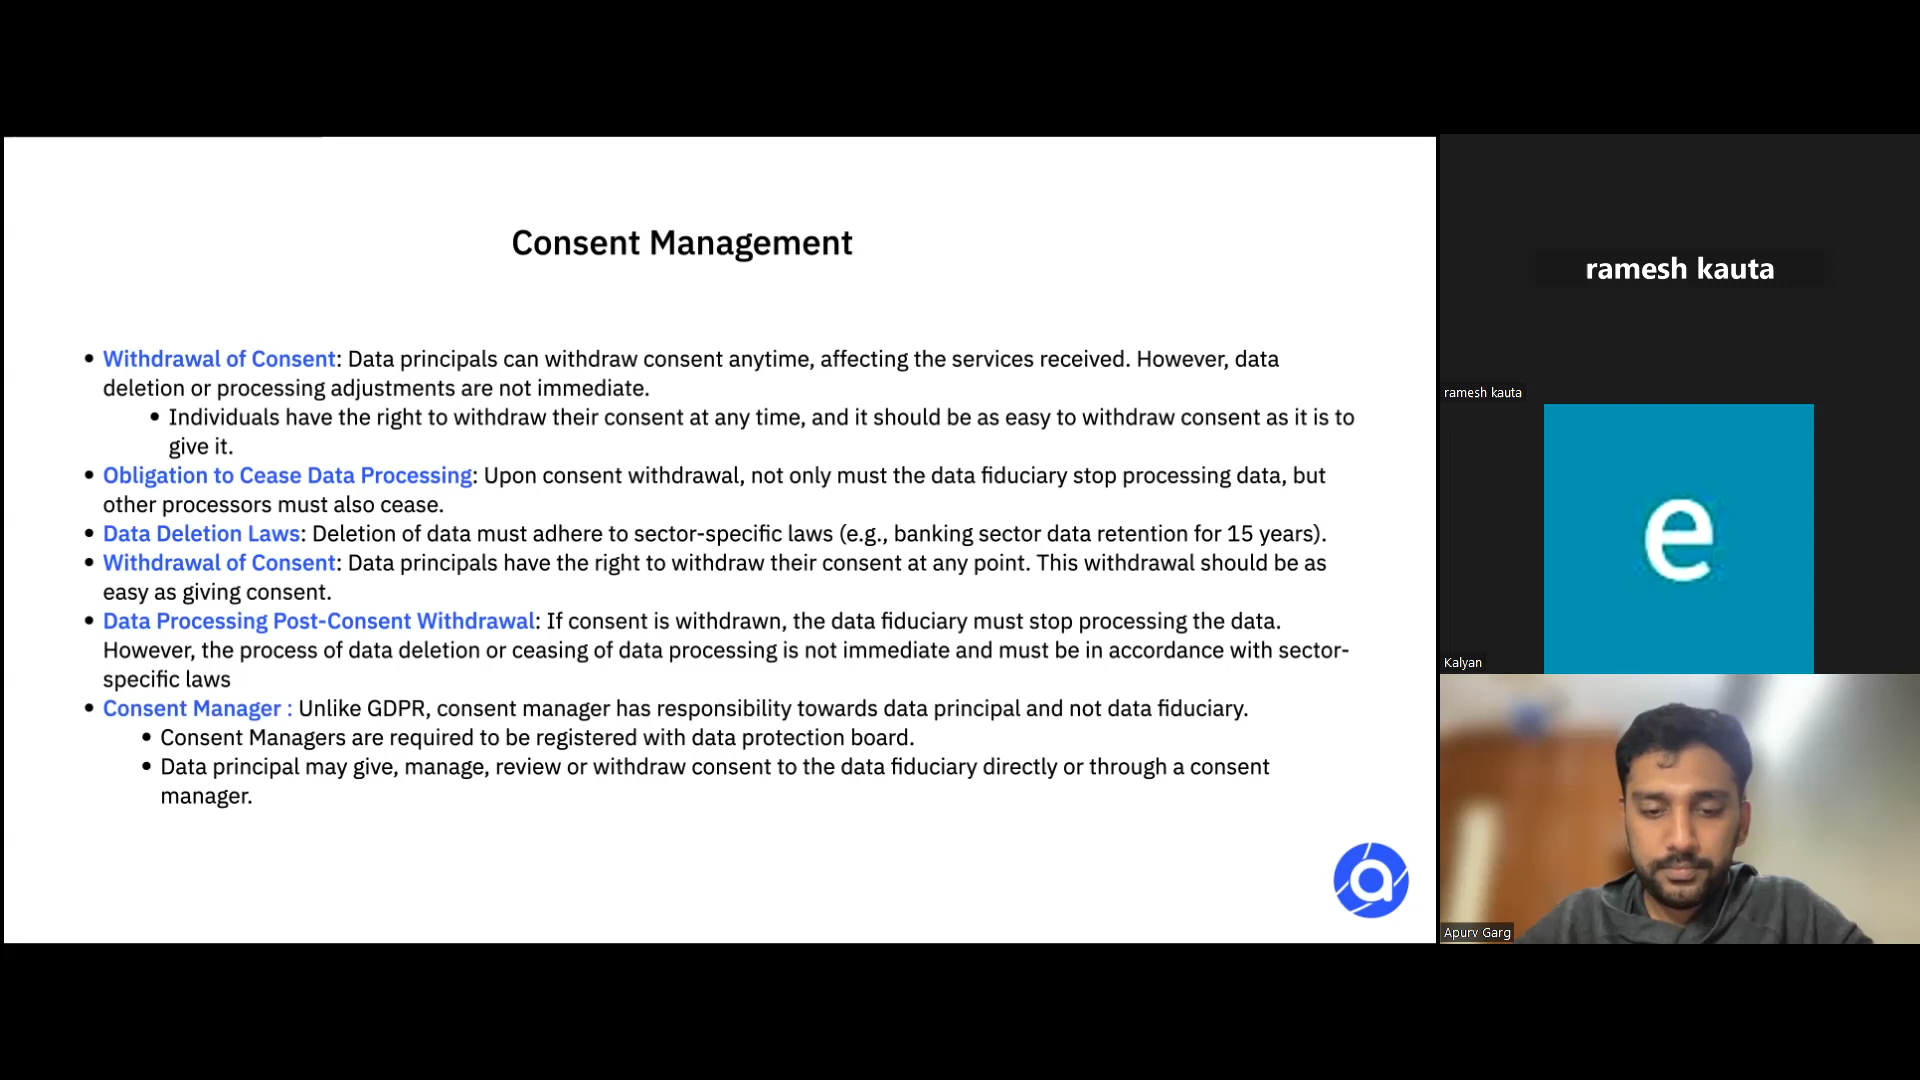 Consent Management
• Withdrawal of Consent: Data principals can withdraw consent anytime, affecting the services received. However, data
deletion or processing adjustments are not immediate.
• Individuals have the right to withdraw their consent at any time, and it should be as easy to withdraw consent as it is to
give it.
• Obligation to Cease Data Processing: Upon consent withdrawal, not only must the data fiduciary stop processing data, but
other processors must also cease.
• Data Deletion Laws: Deletion of data must adhere to sector-specific laws (e.g., banking sector data retention for 15 years).
• Withdrawal of Consent: Data principals have the right to withdraw their consent at any point. This withdrawal should be as
easy as giving consent.
• Data Processing Post-Consent Withdrawal: If consent is withdrawn, the data fiduciary must stop processing the data.
However, the process of data deletion or ceasing of data processing is not immediate and must be in accordance with sector-
specific laws
• Consent Manager : Unlike GDPR, consent manager has responsibility towards data principal and not data fiduciary.
• Consent Managers are required to be registered with data protection board.
• Data principal may give, manage, review or withdraw consent to the data fiduciary directly or through a consent
manager.
a
ramesh kauta
ramesh kauta
e
Kalyan
Apurv Garg